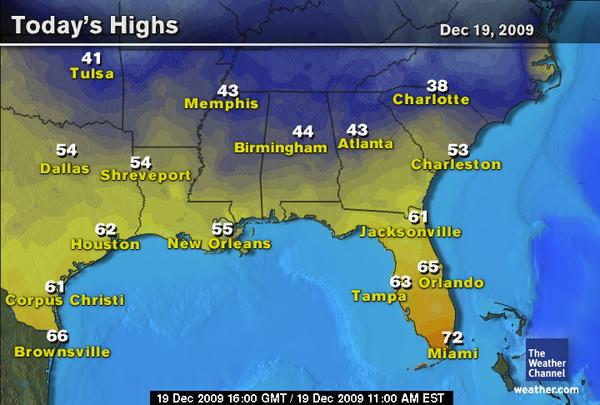 Today's Highs
Dec 19, 2009
41
Tulsa
43
Memphis
38
Charlotte
44
Birmingham
43
Atlanta
54
Dallas
54
Shreveport
53
Charleston
62
Houston
55
New Orleans
61
Jacksonville
61
Corpus Christi
65
Orlando
63
Tampa
66
Brownsville
72
Miami
The
Weather
Channel
weather.com
19 Dec 2009 16:00 GMT / 19 Dec 2009 11:00 AM EST